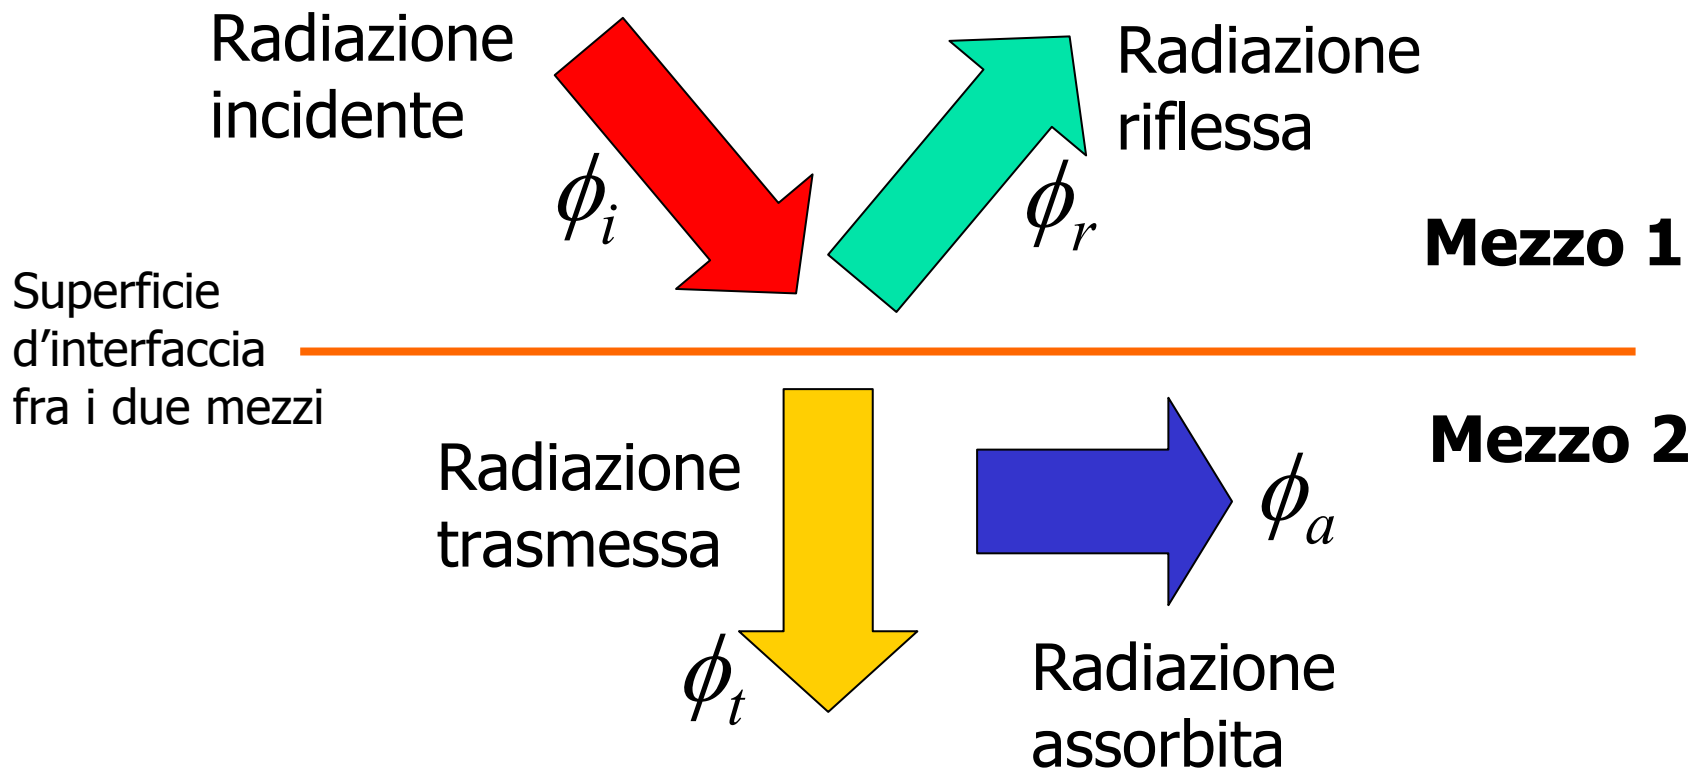 Radiazione
incidente
ϕi
Radiazione
riflessa
ϕr
Mezzo 1
Superficie
d’interfaccia
fra i due mezzi
Mezzo 2
Radiazione
trasmessa
ϕt
ϕa
Radiazione
assorbita